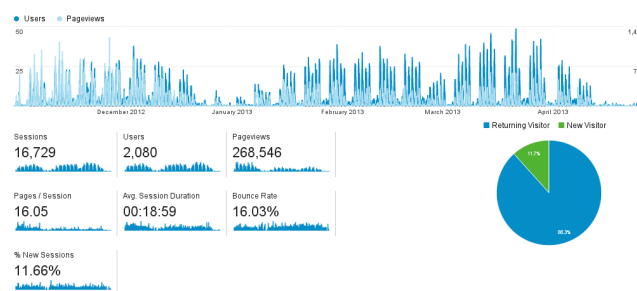 Users Pageviews
50 1,4
25 7
December 2012 January 2013 February 2013 March 2013 April 2013
Returning Visitor New Visitor
Sessions Users Pageviews
16,729 2,080 268,546
11.7%
Pages / Session Avg. Session Duration Bounce Rate
16.05 00:18:59 16.03%
88.3%
% New Sessions
11.66%